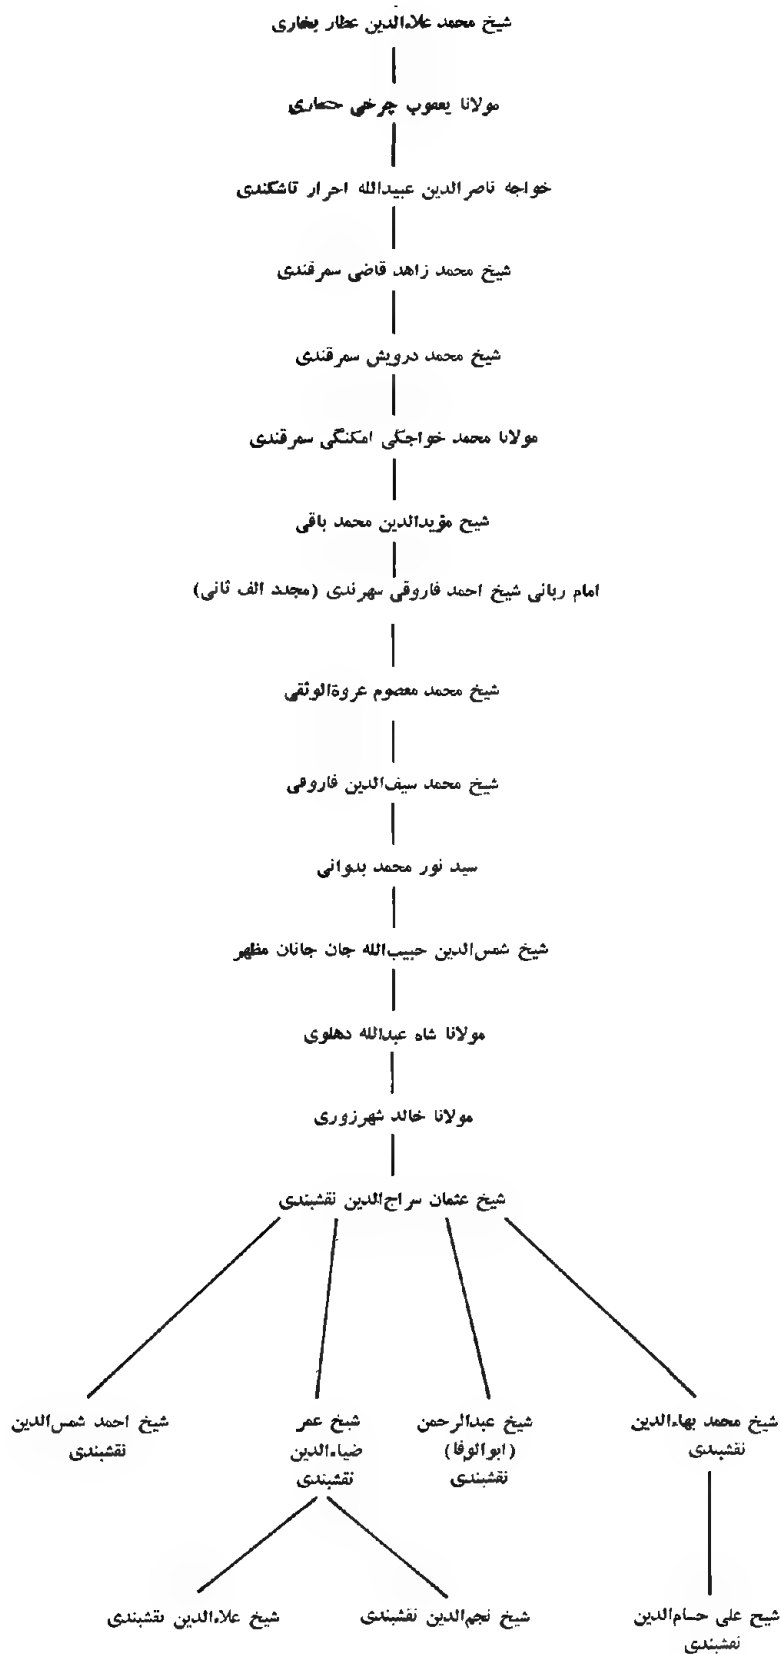 شیخ محمد علاءالدین عطار بخاری
مولانا یعقوب چرخی حصاری
خواجه ناصرالدین عبیدالله احرار تاشکندی
شیخ محمد زاهد قاضی سمرقندی
شیخ محمد درویش سمرقندی
مولانا محمد خواجگی امکنگی سمرقندی
شیخ مؤیدالدین محمد باقی
امام ربانی شیخ احمد فاروقی سهرندی (مجدد الف ثانی)
شیخ محمد معصوم عروةالوثقی
شیخ محمد سیف‌الدین فاروقی
سید نور محمد بدوانی
شیخ شمس‌الدین حبیب‌الله جان جانان مظهر
مولانا شاه عبدالله دهلوی
مولانا خالد شهرزوری
شیخ عثمان سراج‌الدین نقشبندی
شیخ محمد بهاءالدین
نقشبندی
شیخ عبدالرحمن
(ابوالوفا)
نقشبندی
شیخ عمر
ضیاءالدین
نقشبندی
شیخ احمد شمس‌الدین
نقشبندی
شیخ علی حسام‌الدین
نقشبندی
شیخ نجم‌الدین نقشبندی
شیخ علاءالدین نقشبندی